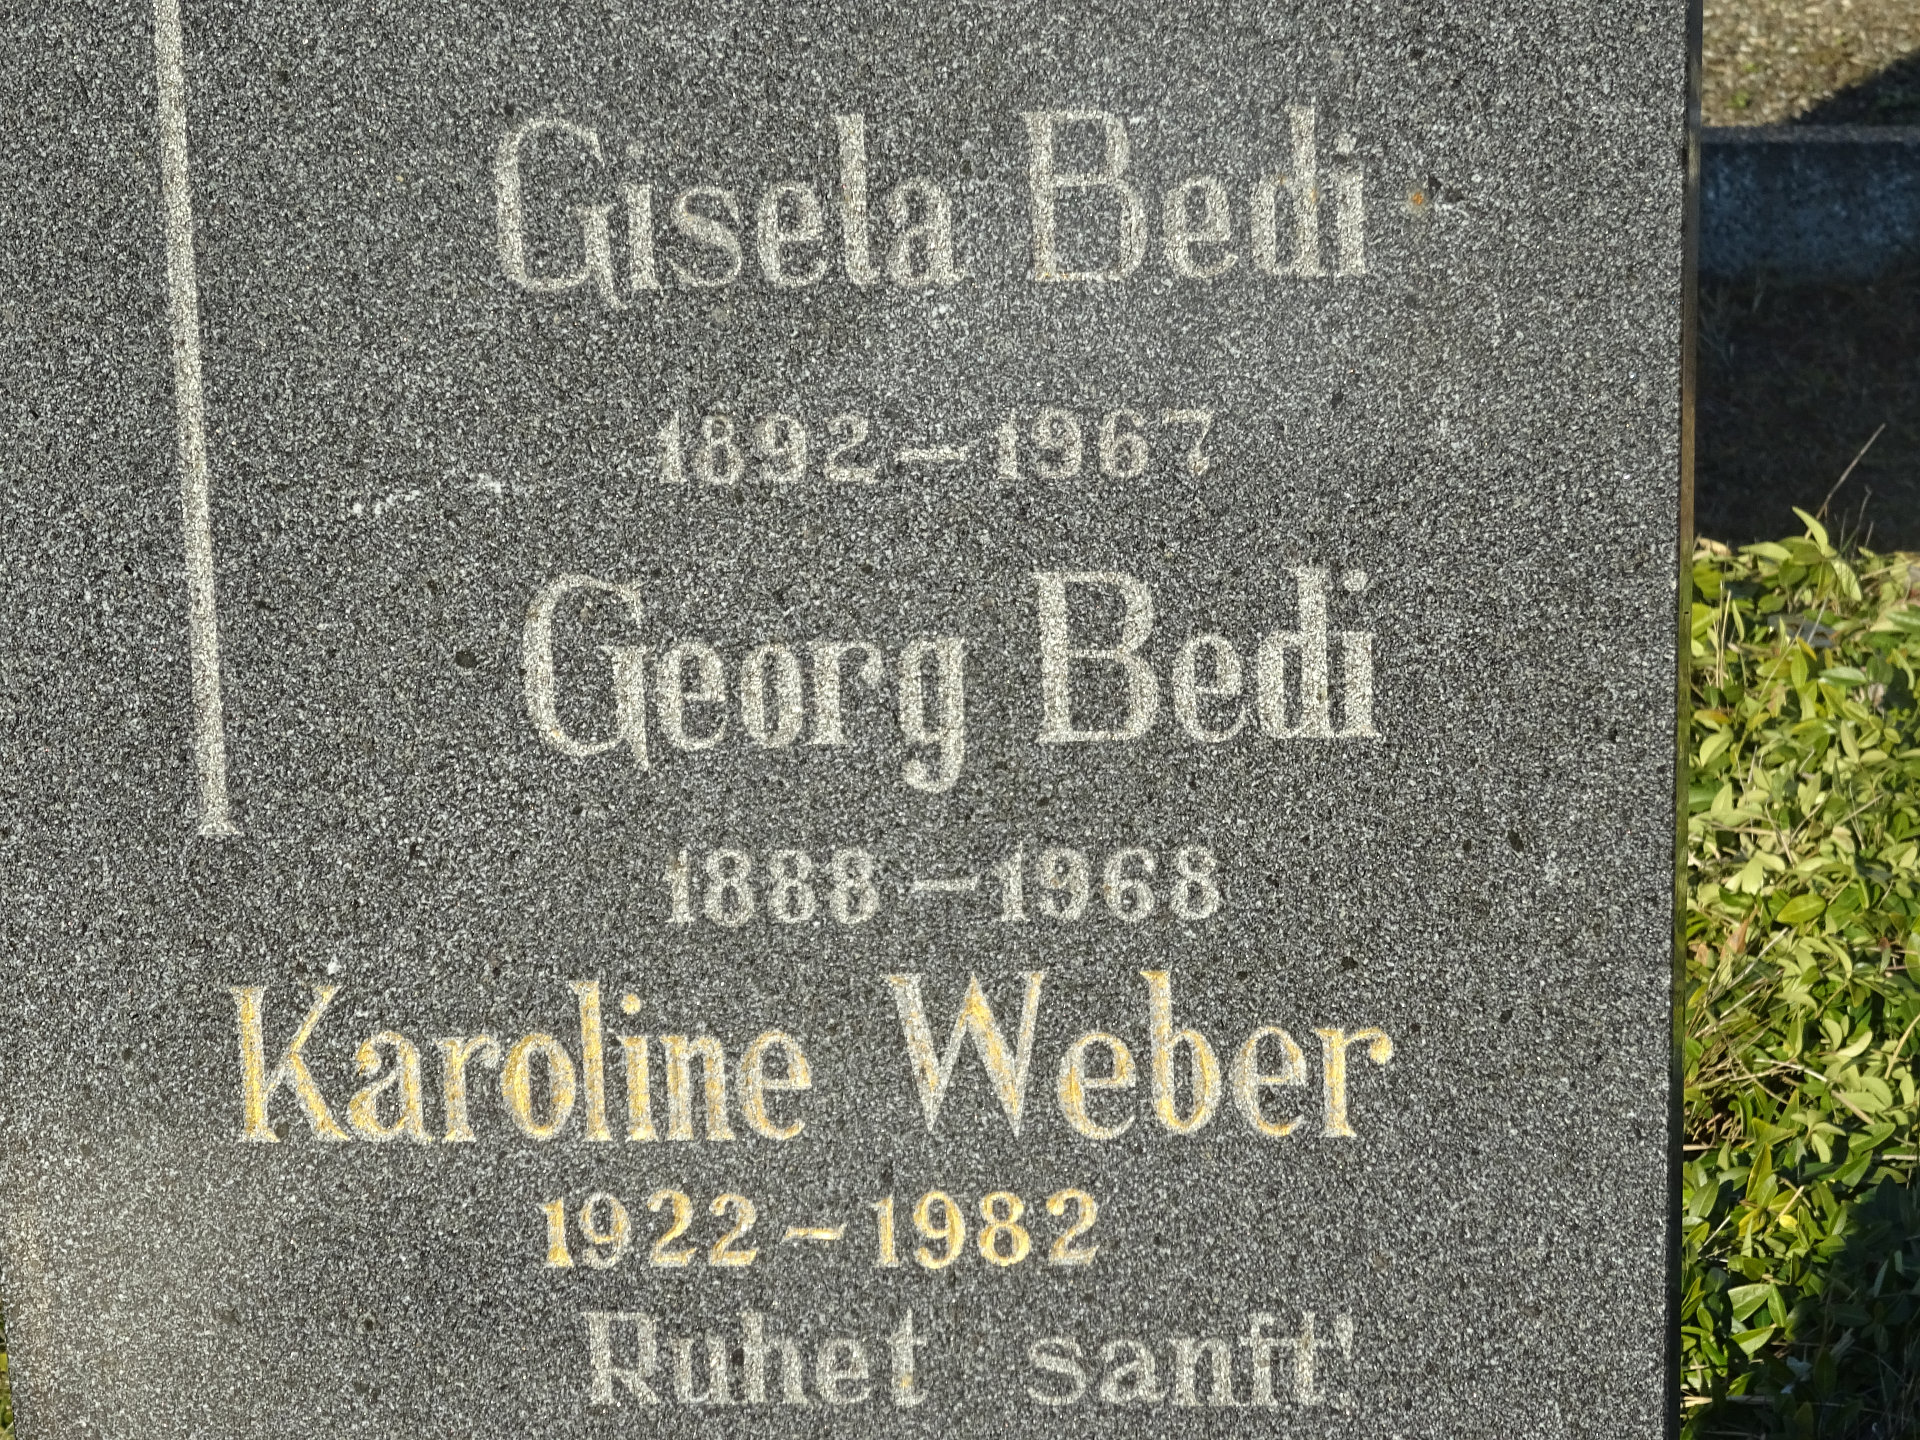 Gisela Bedi
1892 – 1967
Georg Bedi
1888 – 1968
Karoline Weber
1922 – 1982
Ruhet sanft!